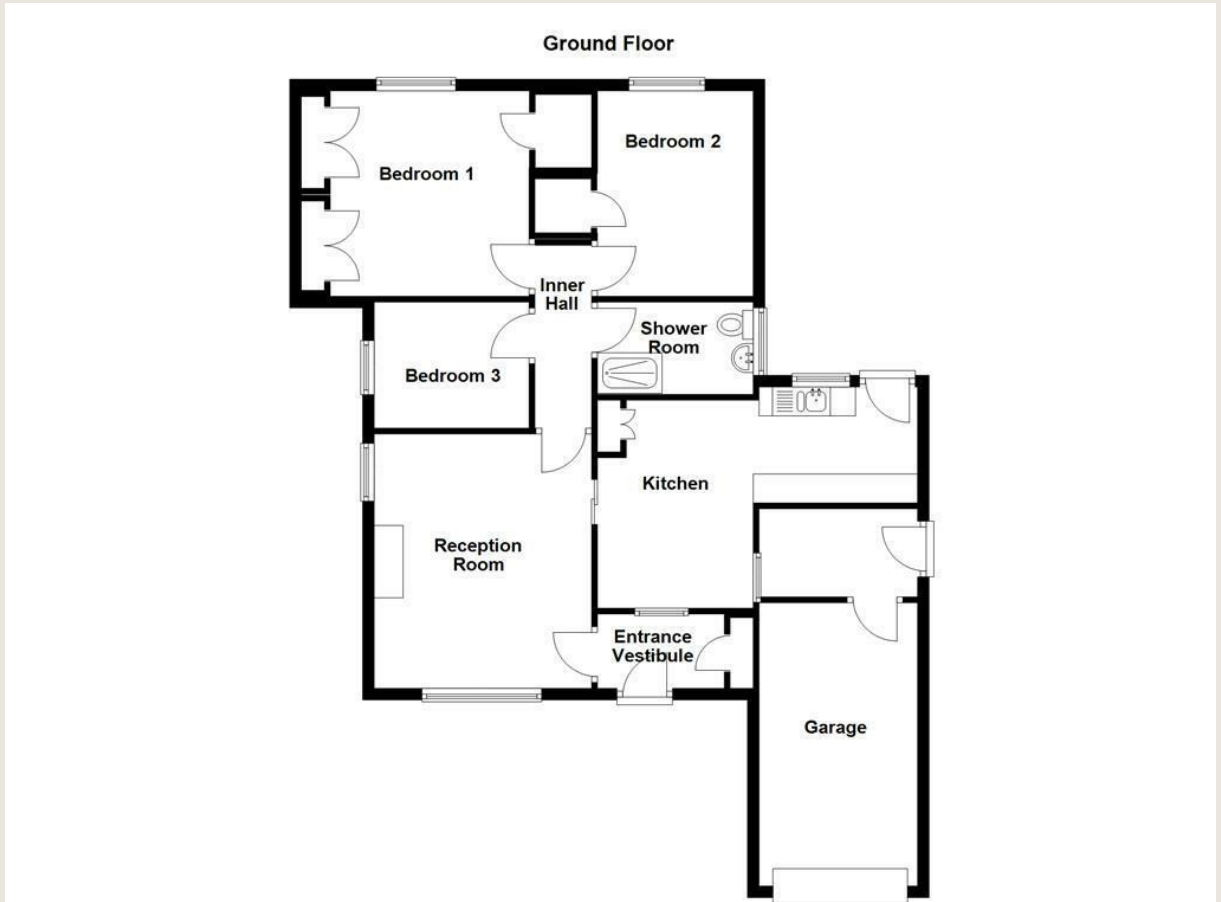 Ground Floor
Bedroom 1
Bedroom 2
Inner
Hall
Shower
Room
Bedroom 3
Kitchen
Reception
Room
Entrance
Vestibule
Garage